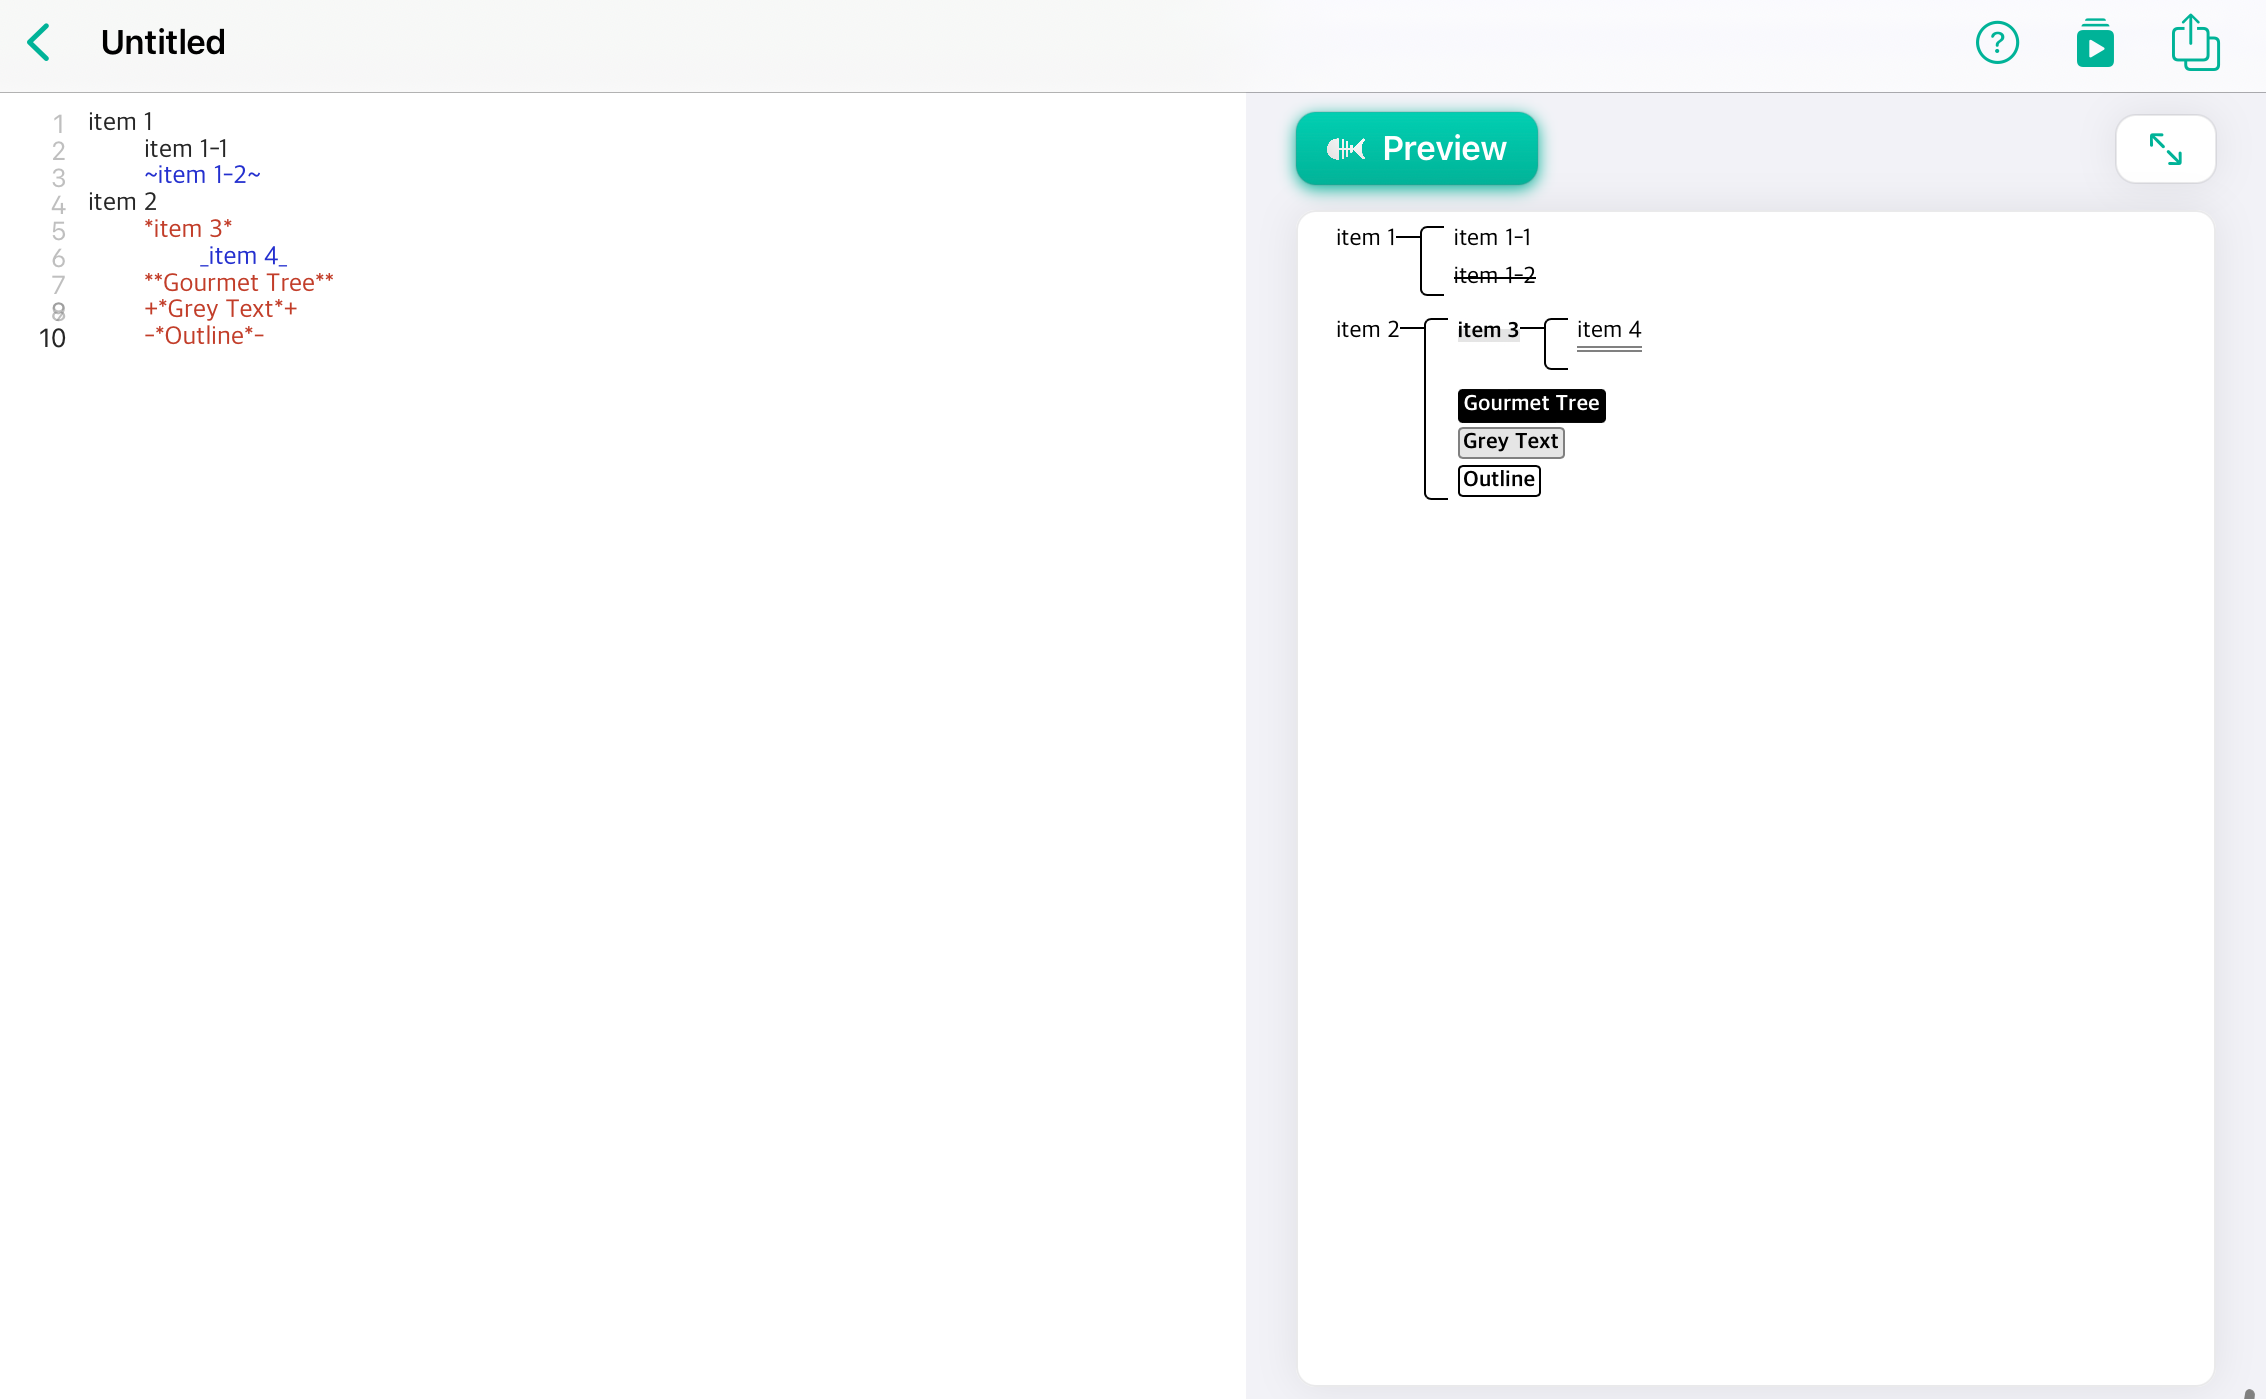 Untitled
?
1 item 1
2 item 1-1
3 ~item 1-2~
4 item 2
5 *item 3*
6 _item 4_
7 **Gourmet Tree**
8 +*Grey Text*+
10 -*Outline*-
Preview
item 1 item 1-1
item 1-2
item 2 item 3 item 4
Gourmet Tree
Grey Text
Outline